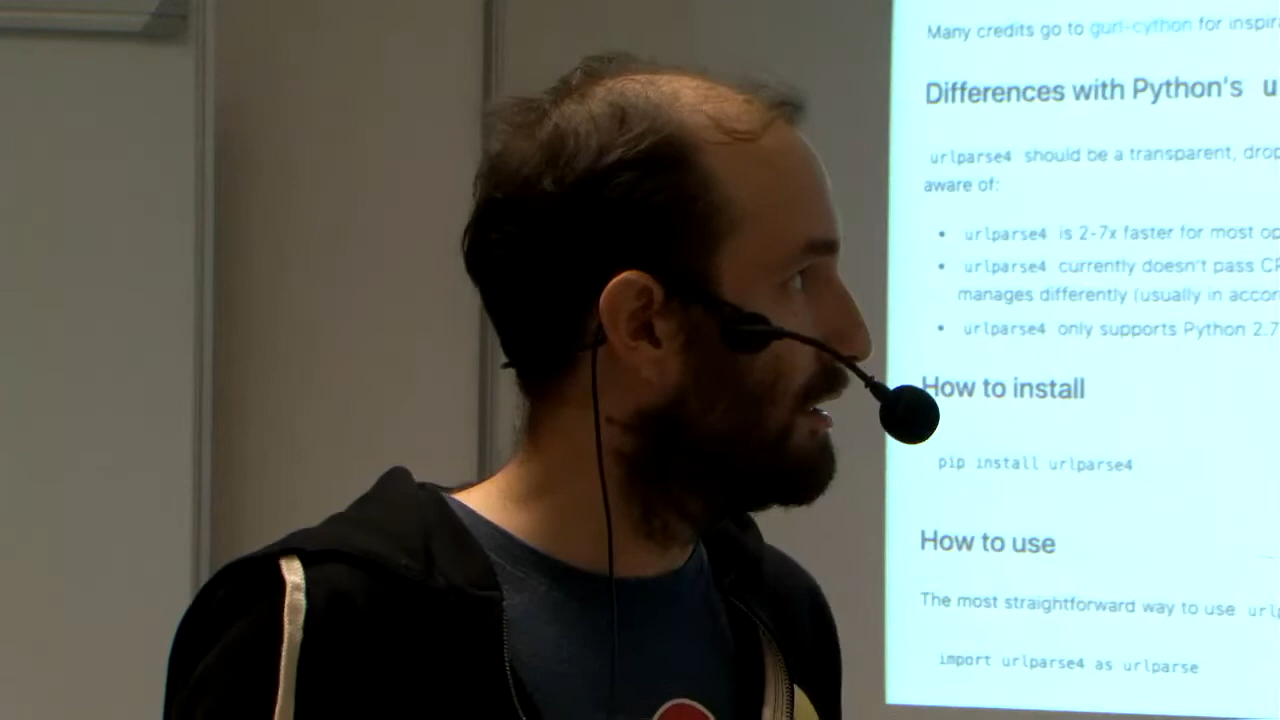 Many credits go to gurl-cython for inspir
Differences with Python's u
urlparse4 should be a transparent, drop
aware of:
• urlparse4 is 2-7x faster for most op
• urlparse4 currently doesn't pass CP
manages differently (usually in accor
• urlparse4 only supports Python 2.7
How to install
pip install urlparse4
How to use
The most straightforward way to use urlp
import urlparse4 as urlparse